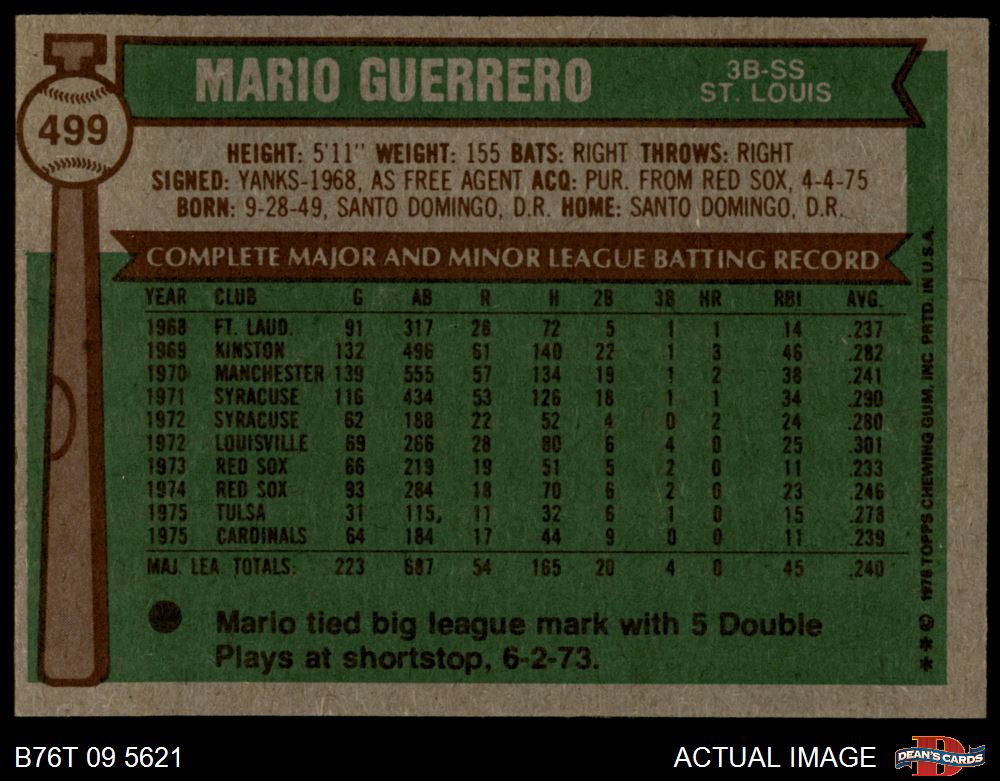 MARIO GUERRERO
3B-SS
ST. LOUIS
499
HEIGHT: 5'11" WEIGHT: 155 BATS: RIGHT THROWS: RIGHT
SIGNED: YANKS-1968, AS FREE AGENT ACQ: PUR. FROM RED SOX, 4-4-75
BORN: 9-28-49, SANTO DOMINGO, D.R. HOME: SANTO DOMINGO, D.R.
COMPLETE MAJOR AND MINOR LEAGUE BATTING RECORD
YEAR CLUB G AB R H 2B 3B HR RBI AVG.
1968 FT. LAUD. 91 317 26 72 5 1 1 14 .237
1969 KINSTON 132 496 61 140 22 1 3 46 .282
1970 MANCHESTER 139 555 57 134 19 1 2 38 .241
1971 SYRACUSE 116 434 53 126 18 1 1 34 .290
1972 SYRACUSE 62 188 22 52 4 0 2 24 .280
1972 LOUISVILLE 69 266 28 80 6 4 0 25 .301
1973 RED SOX 66 219 19 51 5 2 0 11 .233
1974 RED SOX 93 284 18 70 6 2 0 23 .246
1975 TULSA 31 115 11 32 6 1 0 15 .278
1975 CARDINALS 64 184 17 44 9 0 0 11 .239
MAJ. LEA. TOTALS: 223 687 54 165 20 4 0 45 .240
Mario tied big league mark with 5 Double
Plays at shortstop, 6-2-73.
* * © 1976 TOPPS CHEWING GUM, INC. PRTD. IN U.S.A.
B76T 09 5621
ACTUAL IMAGE
D
DEAN'S CARDS